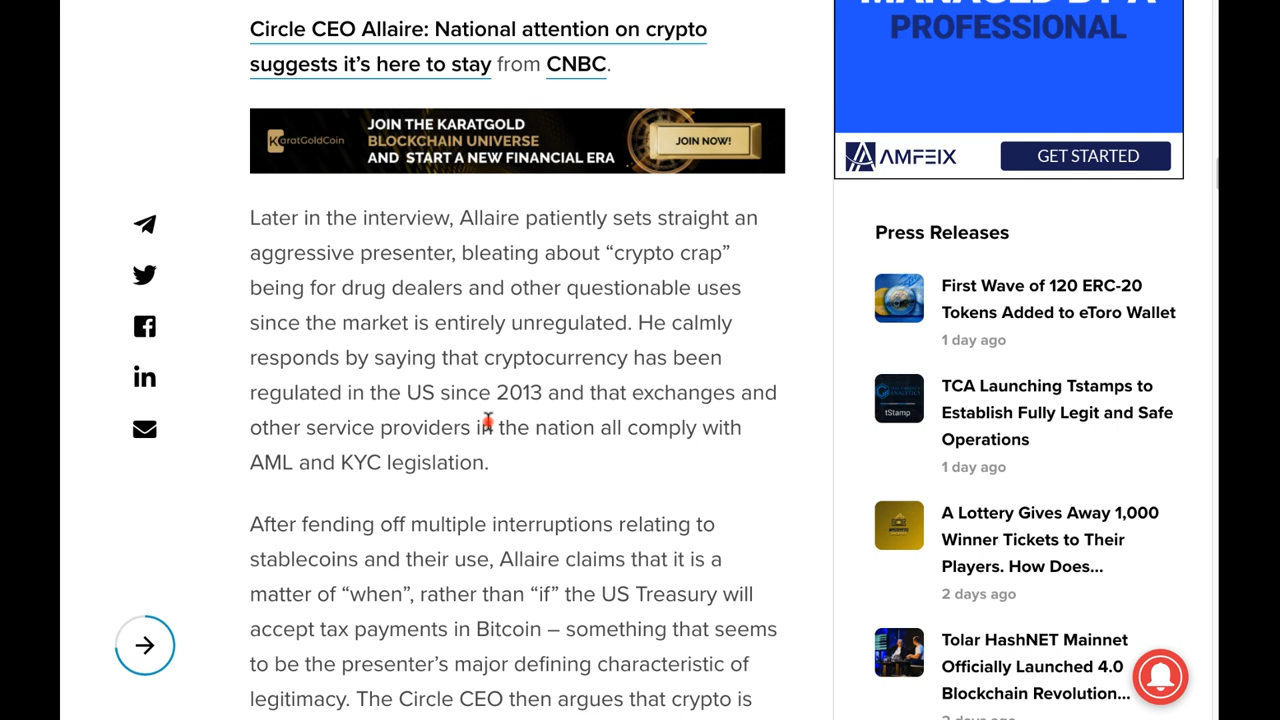 Circle CEO Allaire: National attention on crypto
suggests it’s here to stay from CNBC.
KaratGoldCoin
JOIN THE KARATGOLD
BLOCKCHAIN UNIVERSE
AND START A NEW FINANCIAL ERA
JOIN NOW!
Later in the interview, Allaire patiently sets straight an
aggressive presenter, bleating about “crypto crap”
being for drug dealers and other questionable uses
since the market is entirely unregulated. He calmly
responds by saying that cryptocurrency has been
regulated in the US since 2013 and that exchanges and
other service providers in the nation all comply with
AML and KYC legislation.
After fending off multiple interruptions relating to
stablecoins and their use, Allaire claims that it is a
matter of “when”, rather than “if” the US Treasury will
accept tax payments in Bitcoin – something that seems
to be the presenter’s major defining characteristic of
legitimacy. The Circle CEO then argues that crypto is
MANAGED BY A
PROFESSIONAL
AMFEIX
GET STARTED
Press Releases
First Wave of 120 ERC-20
Tokens Added to eToro Wallet
1 day ago
tStamp
TCA Launching Tstamps to
Establish Fully Legit and Safe
Operations
1 day ago
A Lottery Gives Away 1,000
Winner Tickets to Their
Players. How Does...
2 days ago
Tolar HashNET Mainnet
Officially Launched 4.0
Blockchain Revolution...
2 days ago